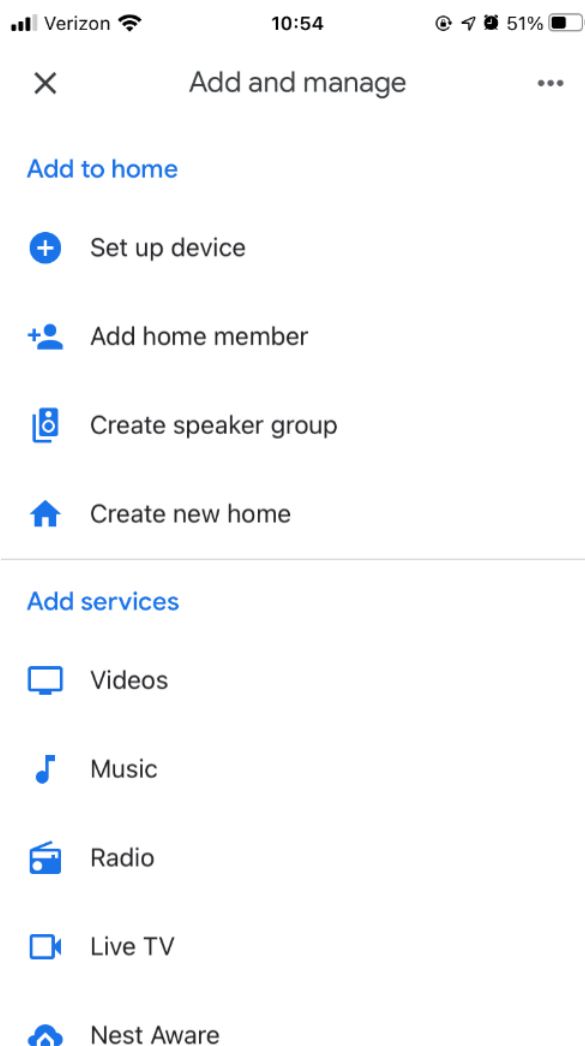 Verizon 10:54 51%
Add and manage
Add to home
Set up device
Add home member
Create speaker group
Create new home
Add services
Videos
Music
Radio
Live TV
Nest Aware